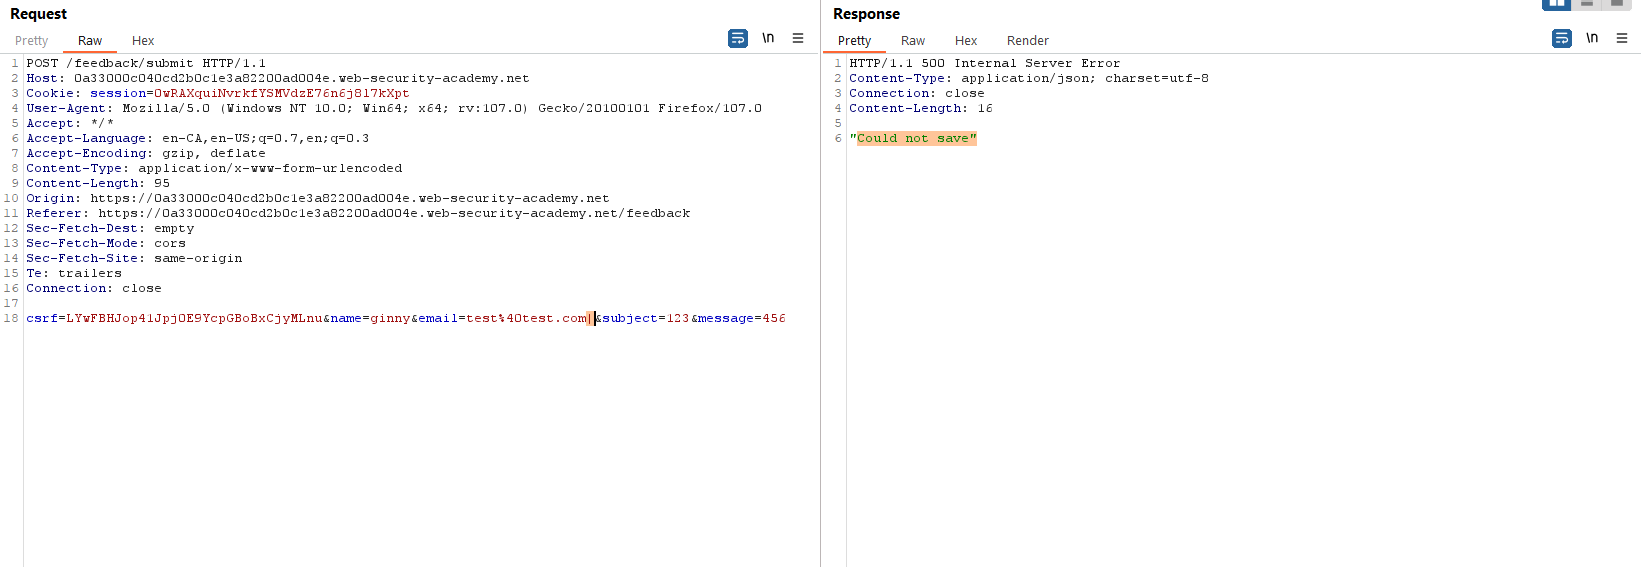 Request
Pretty Raw Hex
\n
1 POST /feedback/submit HTTP/1.1
2 Host: 0a33000c040cd2b0c1e3a82200ad004e.web-security-academy.net
3 Cookie: session=OwRAXquiNvrkfYSMVdzE76n6j8l7kXpt
4 User-Agent: Mozilla/5.0 (Windows NT 10.0; Win64; x64; rv:107.0) Gecko/20100101 Firefox/107.0
5 Accept: */*
6 Accept-Language: en-CA,en-US;q=0.7,en;q=0.3
7 Accept-Encoding: gzip, deflate
8 Content-Type: application/x-www-form-urlencoded
9 Content-Length: 95
10 Origin: https://0a33000c040cd2b0c1e3a82200ad004e.web-security-academy.net
11 Referer: https://0a33000c040cd2b0c1e3a82200ad004e.web-security-academy.net/feedback
12 Sec-Fetch-Dest: empty
13 Sec-Fetch-Mode: cors
14 Sec-Fetch-Site: same-origin
15 Te: trailers
16 Connection: close
17
18 csrf=LYwFBHJop41JpjOE9YcpGBoBxCjyMLnu&name=ginny&email=test%40test.com|&subject=123&message=456
Response
Pretty Raw Hex Render
\n
1 HTTP/1.1 500 Internal Server Error
2 Content-Type: application/json; charset=utf-8
3 Connection: close
4 Content-Length: 16
5
6 "Could not save"